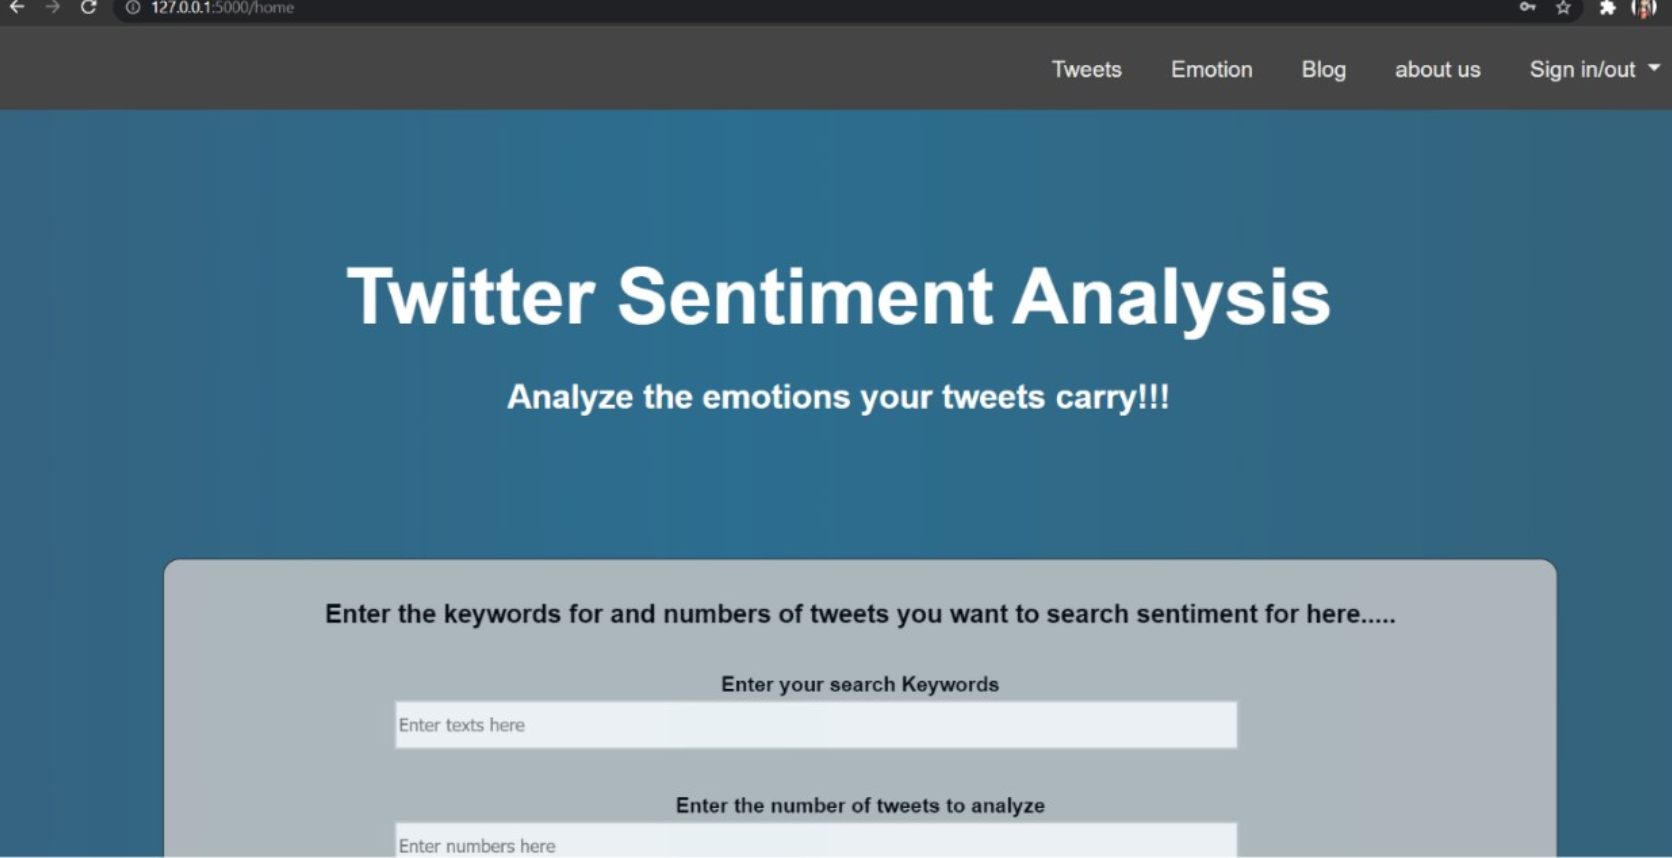 127.0.0.1:5000/home
Tweets Emotion Blog about us Sign in/out
Twitter Sentiment Analysis
Analyze the emotions your tweets carry!!!
Enter the keywords for and numbers of tweets you want to search sentiment for here.....
Enter your search Keywords
Enter texts here
Enter the number of tweets to analyze
Enter numbers here